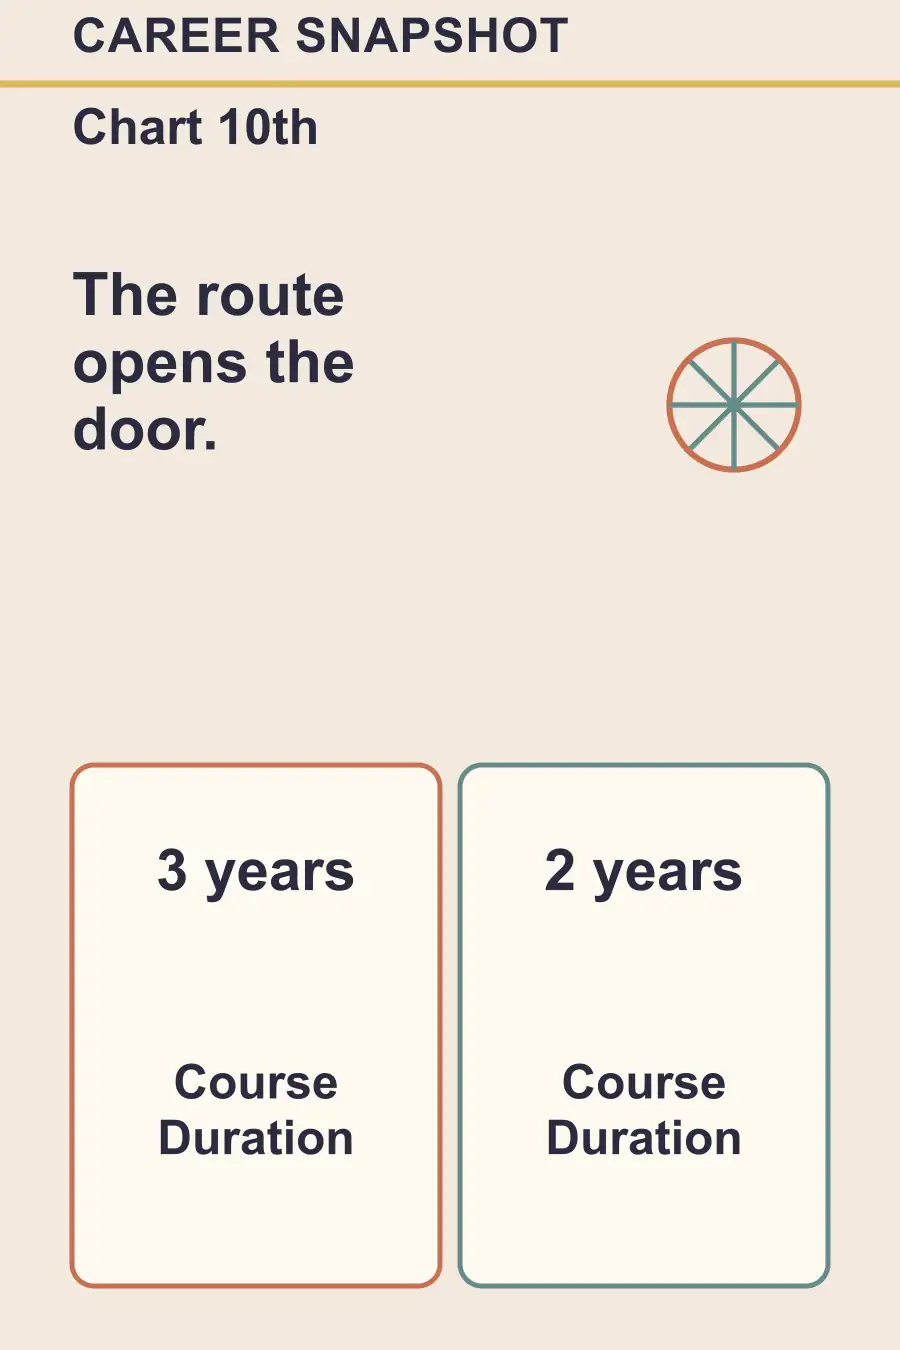 CAREER SNAPSHOT
Chart 10th
The route
opens the
door.
3 years
Course
Duration
2 years
Course
Duration